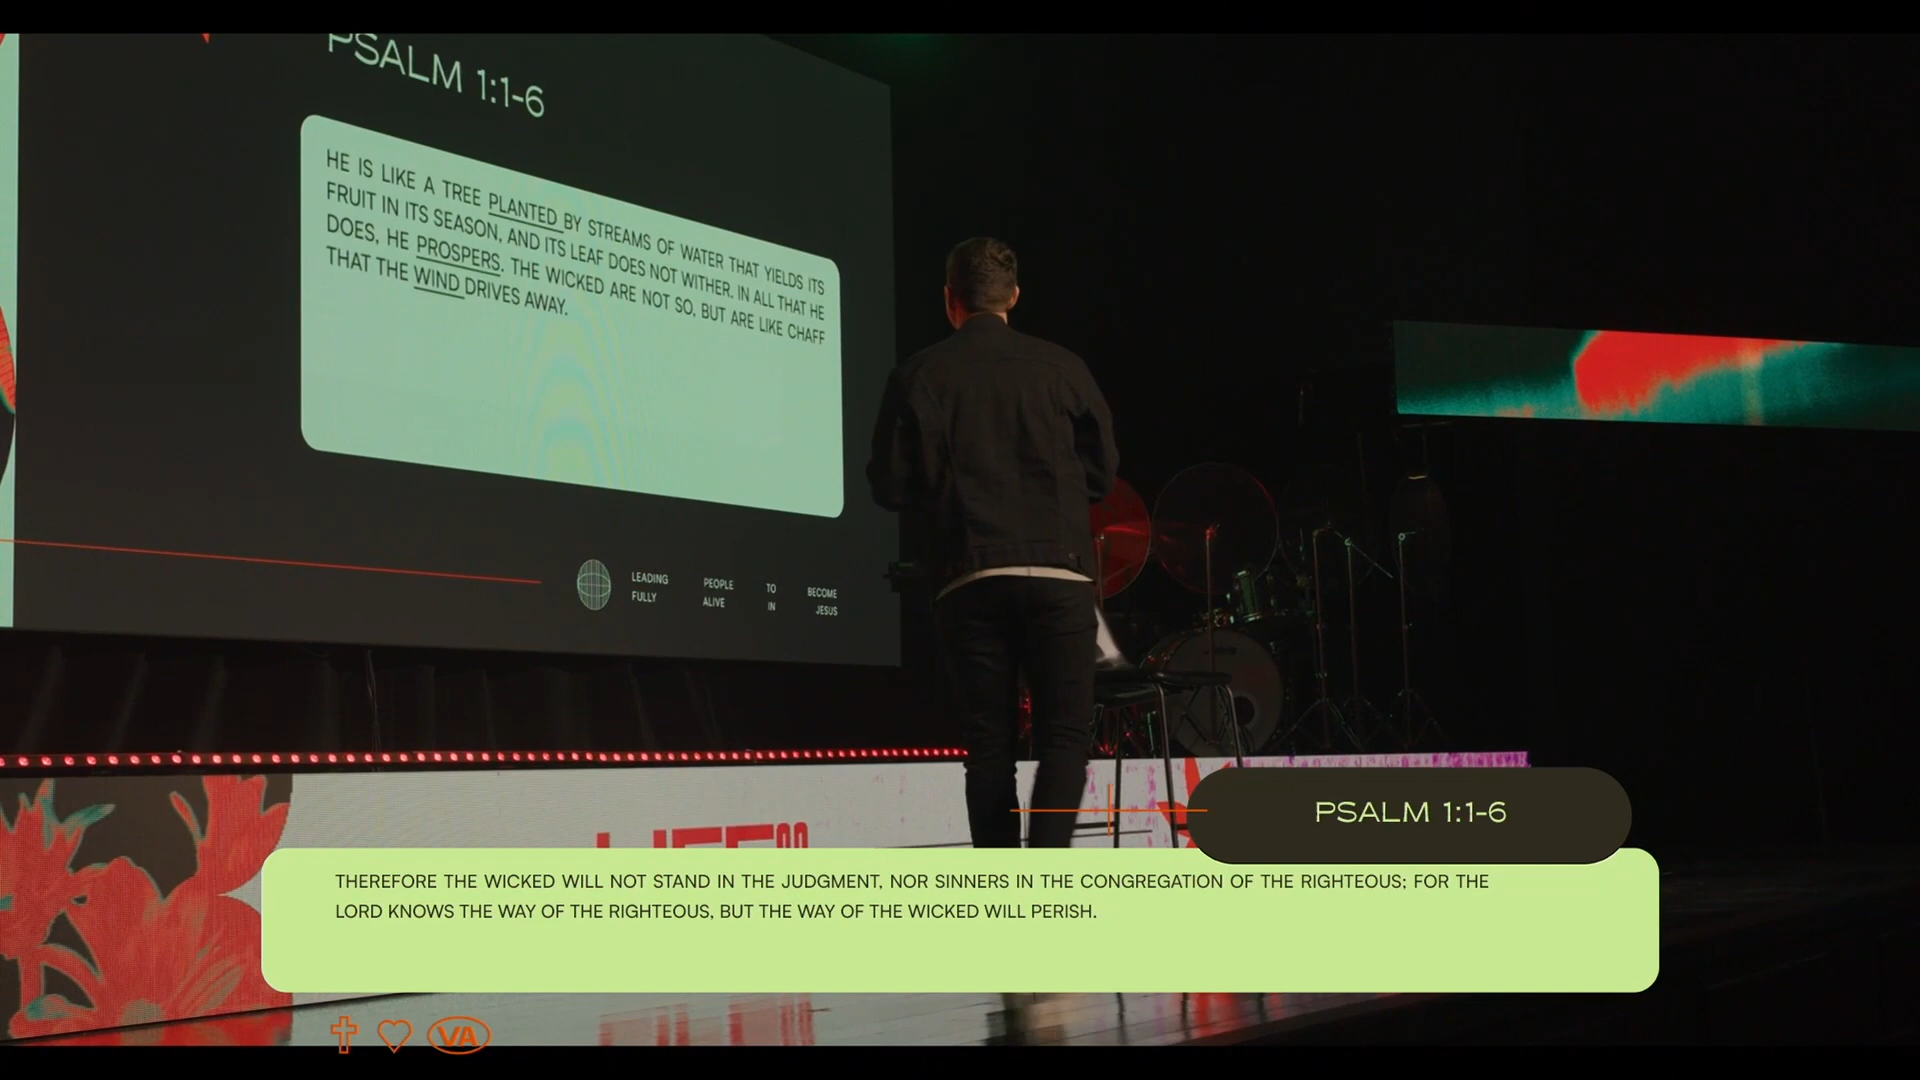 PSALM 1:1-6
HE IS LIKE A TREE PLANTED BY STREAMS OF WATER THAT YIELDS ITS
FRUIT IN ITS SEASON, AND ITS LEAF DOES NOT WITHER. IN ALL THAT HE
DOES, HE PROSPERS. THE WICKED ARE NOT SO, BUT ARE LIKE CHAFF
THAT THE WIND DRIVES AWAY.
LEADING PEOPLE TO BECOME
FULLY ALIVE IN JESUS
PSALM 1:1-6
THEREFORE THE WICKED WILL NOT STAND IN THE JUDGMENT, NOR SINNERS IN THE CONGREGATION OF THE RIGHTEOUS; FOR THE
LORD KNOWS THE WAY OF THE RIGHTEOUS, BUT THE WAY OF THE WICKED WILL PERISH.
VA